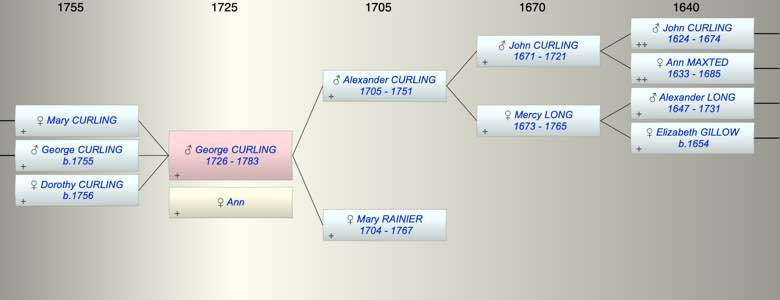 1755 1725 1705 1670 1640
♀ Mary CURLING
+
♂ George CURLING
b.1755
+
♀ Dorothy CURLING
b.1756
+
♂ George CURLING
1726 - 1783
+
♀ Ann
+
♂ Alexander CURLING
1705 - 1751
+
♀ Mary RAINIER
1704 - 1767
+
♂ John CURLING
1671 - 1721
+
♀ Mercy LONG
1673 - 1765
+
♂ John CURLING
1624 - 1674
++
♀ Ann MAXTED
1633 - 1685
++
♂ Alexander LONG
1647 - 1731
+
♀ Elizabeth GILLOW
b.1654
+